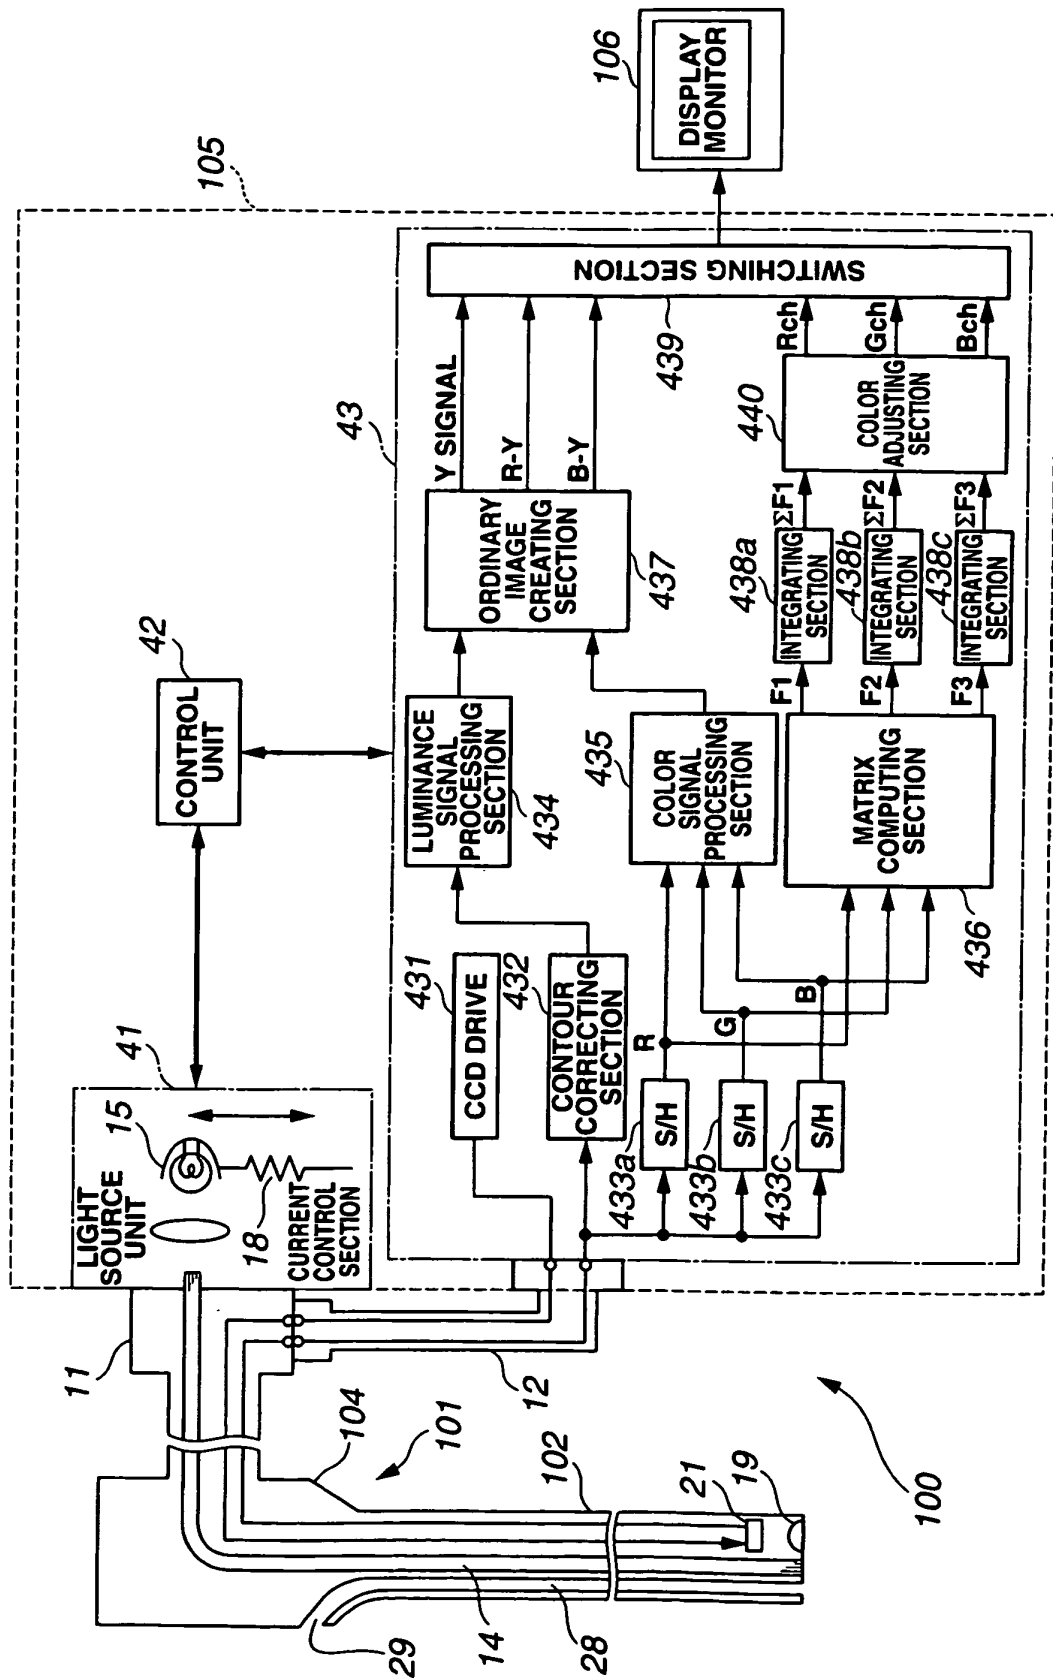 105
106
DISPLAY
MONITOR
42
CONTROL
UNIT
43
41
15
LIGHT
SOURCE
UNIT
18
CURRENT
CONTROL
SECTION
11
104
101
12
102
21
19
100
14
28
29
431
CCD DRIVE
432
CONTOUR
CORRECTING
SECTION
LUMINANCE
SIGNAL
PROCESSING
SECTION
434
ORDINARY
IMAGE
CREATING
SECTION
437
Y SIGNAL
R-Y
B-Y
SWITCHING SECTION
439
433a
S/H
433b
S/H
433c
S/H
R
G
B
COLOR
SIGNAL
PROCESSING
SECTION
435
MATRIX
COMPUTING
SECTION
436
F1
F2
F3
438a
INTEGRATING
SECTION
438b
INTEGRATING
SECTION
438c
INTEGRATING
SECTION
ΣF1
ΣF2
ΣF3
440
COLOR
ADJUSTING
SECTION
Rch
Gch
Bch